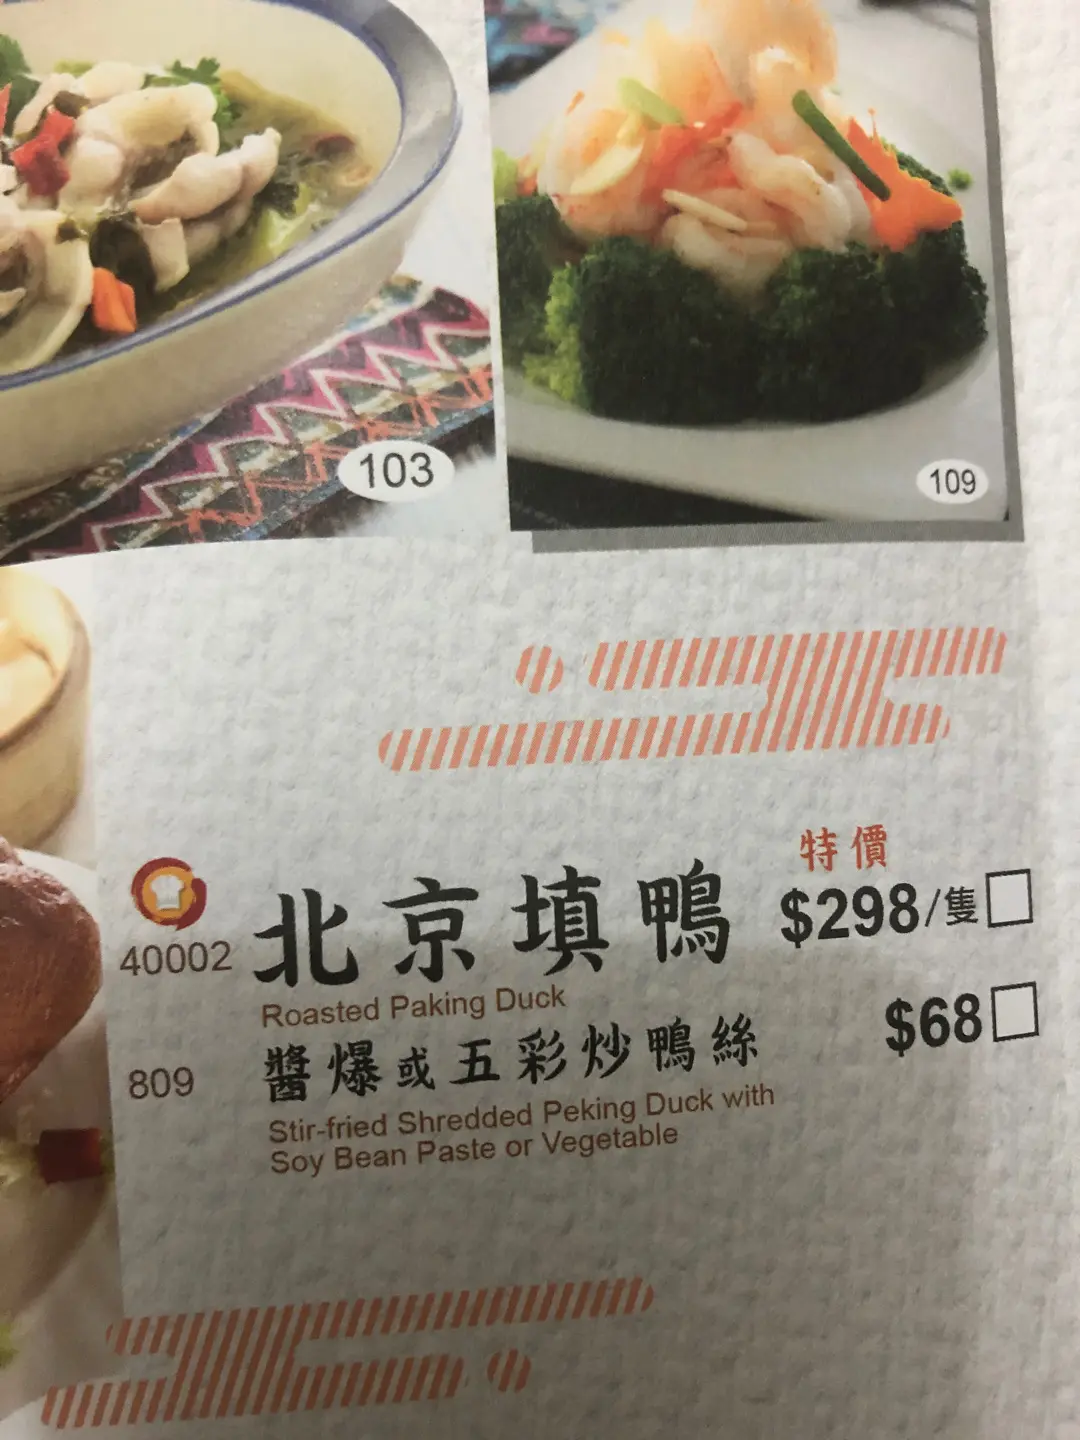 103
109
特價
40002 北京填鴨 $298/隻
Roasted Paking Duck
809 醬爆或五彩炒鴨絲 $68
Stir-fried Shredded Peking Duck with
Soy Bean Paste or Vegetable